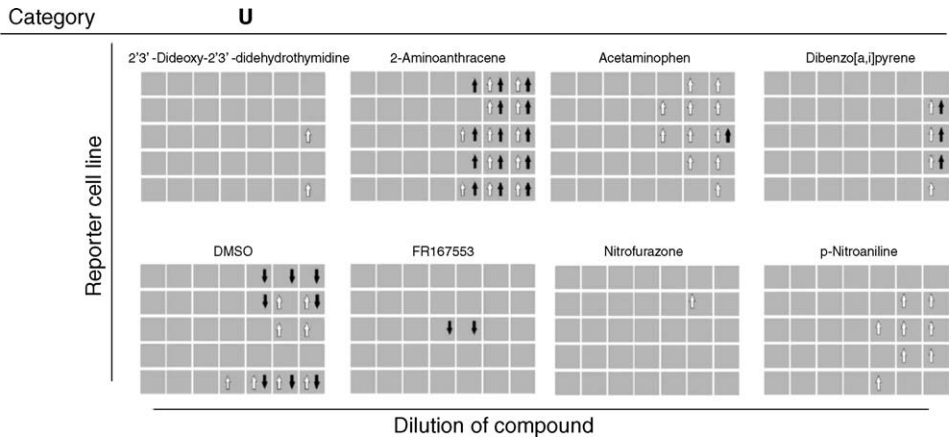 Category U
2'3'-Dideoxy-2'3'-didehydrothymidine 2-Aminoanthracene Acetaminophen Dibenzo[a,i]pyrene
Reporter cell line
DMSO FR167553 Nitrofurazone p-Nitroaniline
Dilution of compound